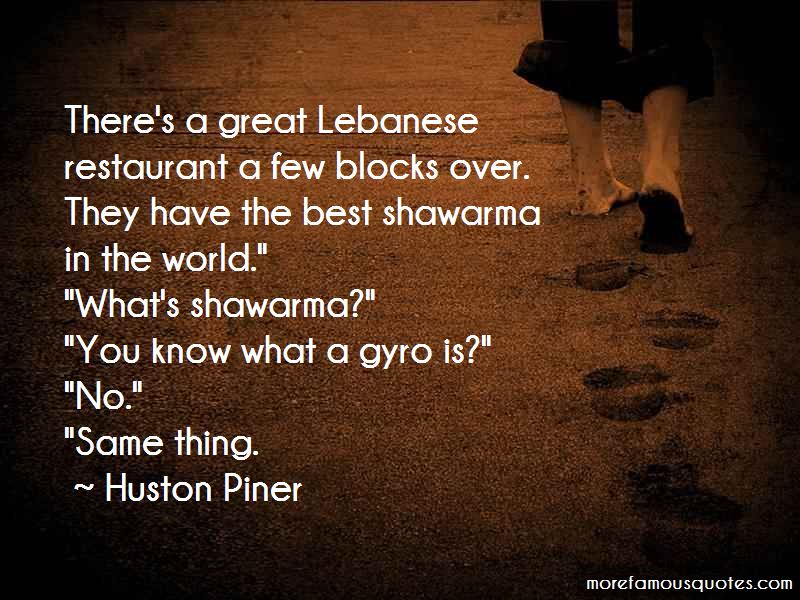 There's a great Lebanese
restaurant a few blocks over.
They have the best shawarma
in the world."
"What's shawarma?"
"You know what a gyro is?"
"No."
"Same thing.
~ Huston Piner
morefamousquotes.com